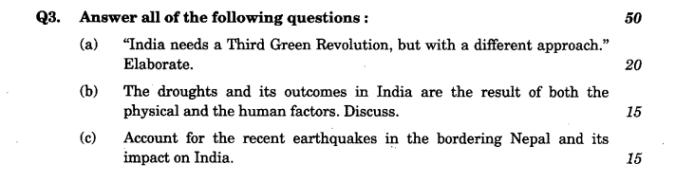 Q3. Answer all of the following questions : 50
(a) “India needs a Third Green Revolution, but with a different approach.”
Elaborate. 20
(b) The droughts and its outcomes in India are the result of both the
physical and the human factors. Discuss. 15
(c) Account for the recent earthquakes in the bordering Nepal and its
impact on India. 15